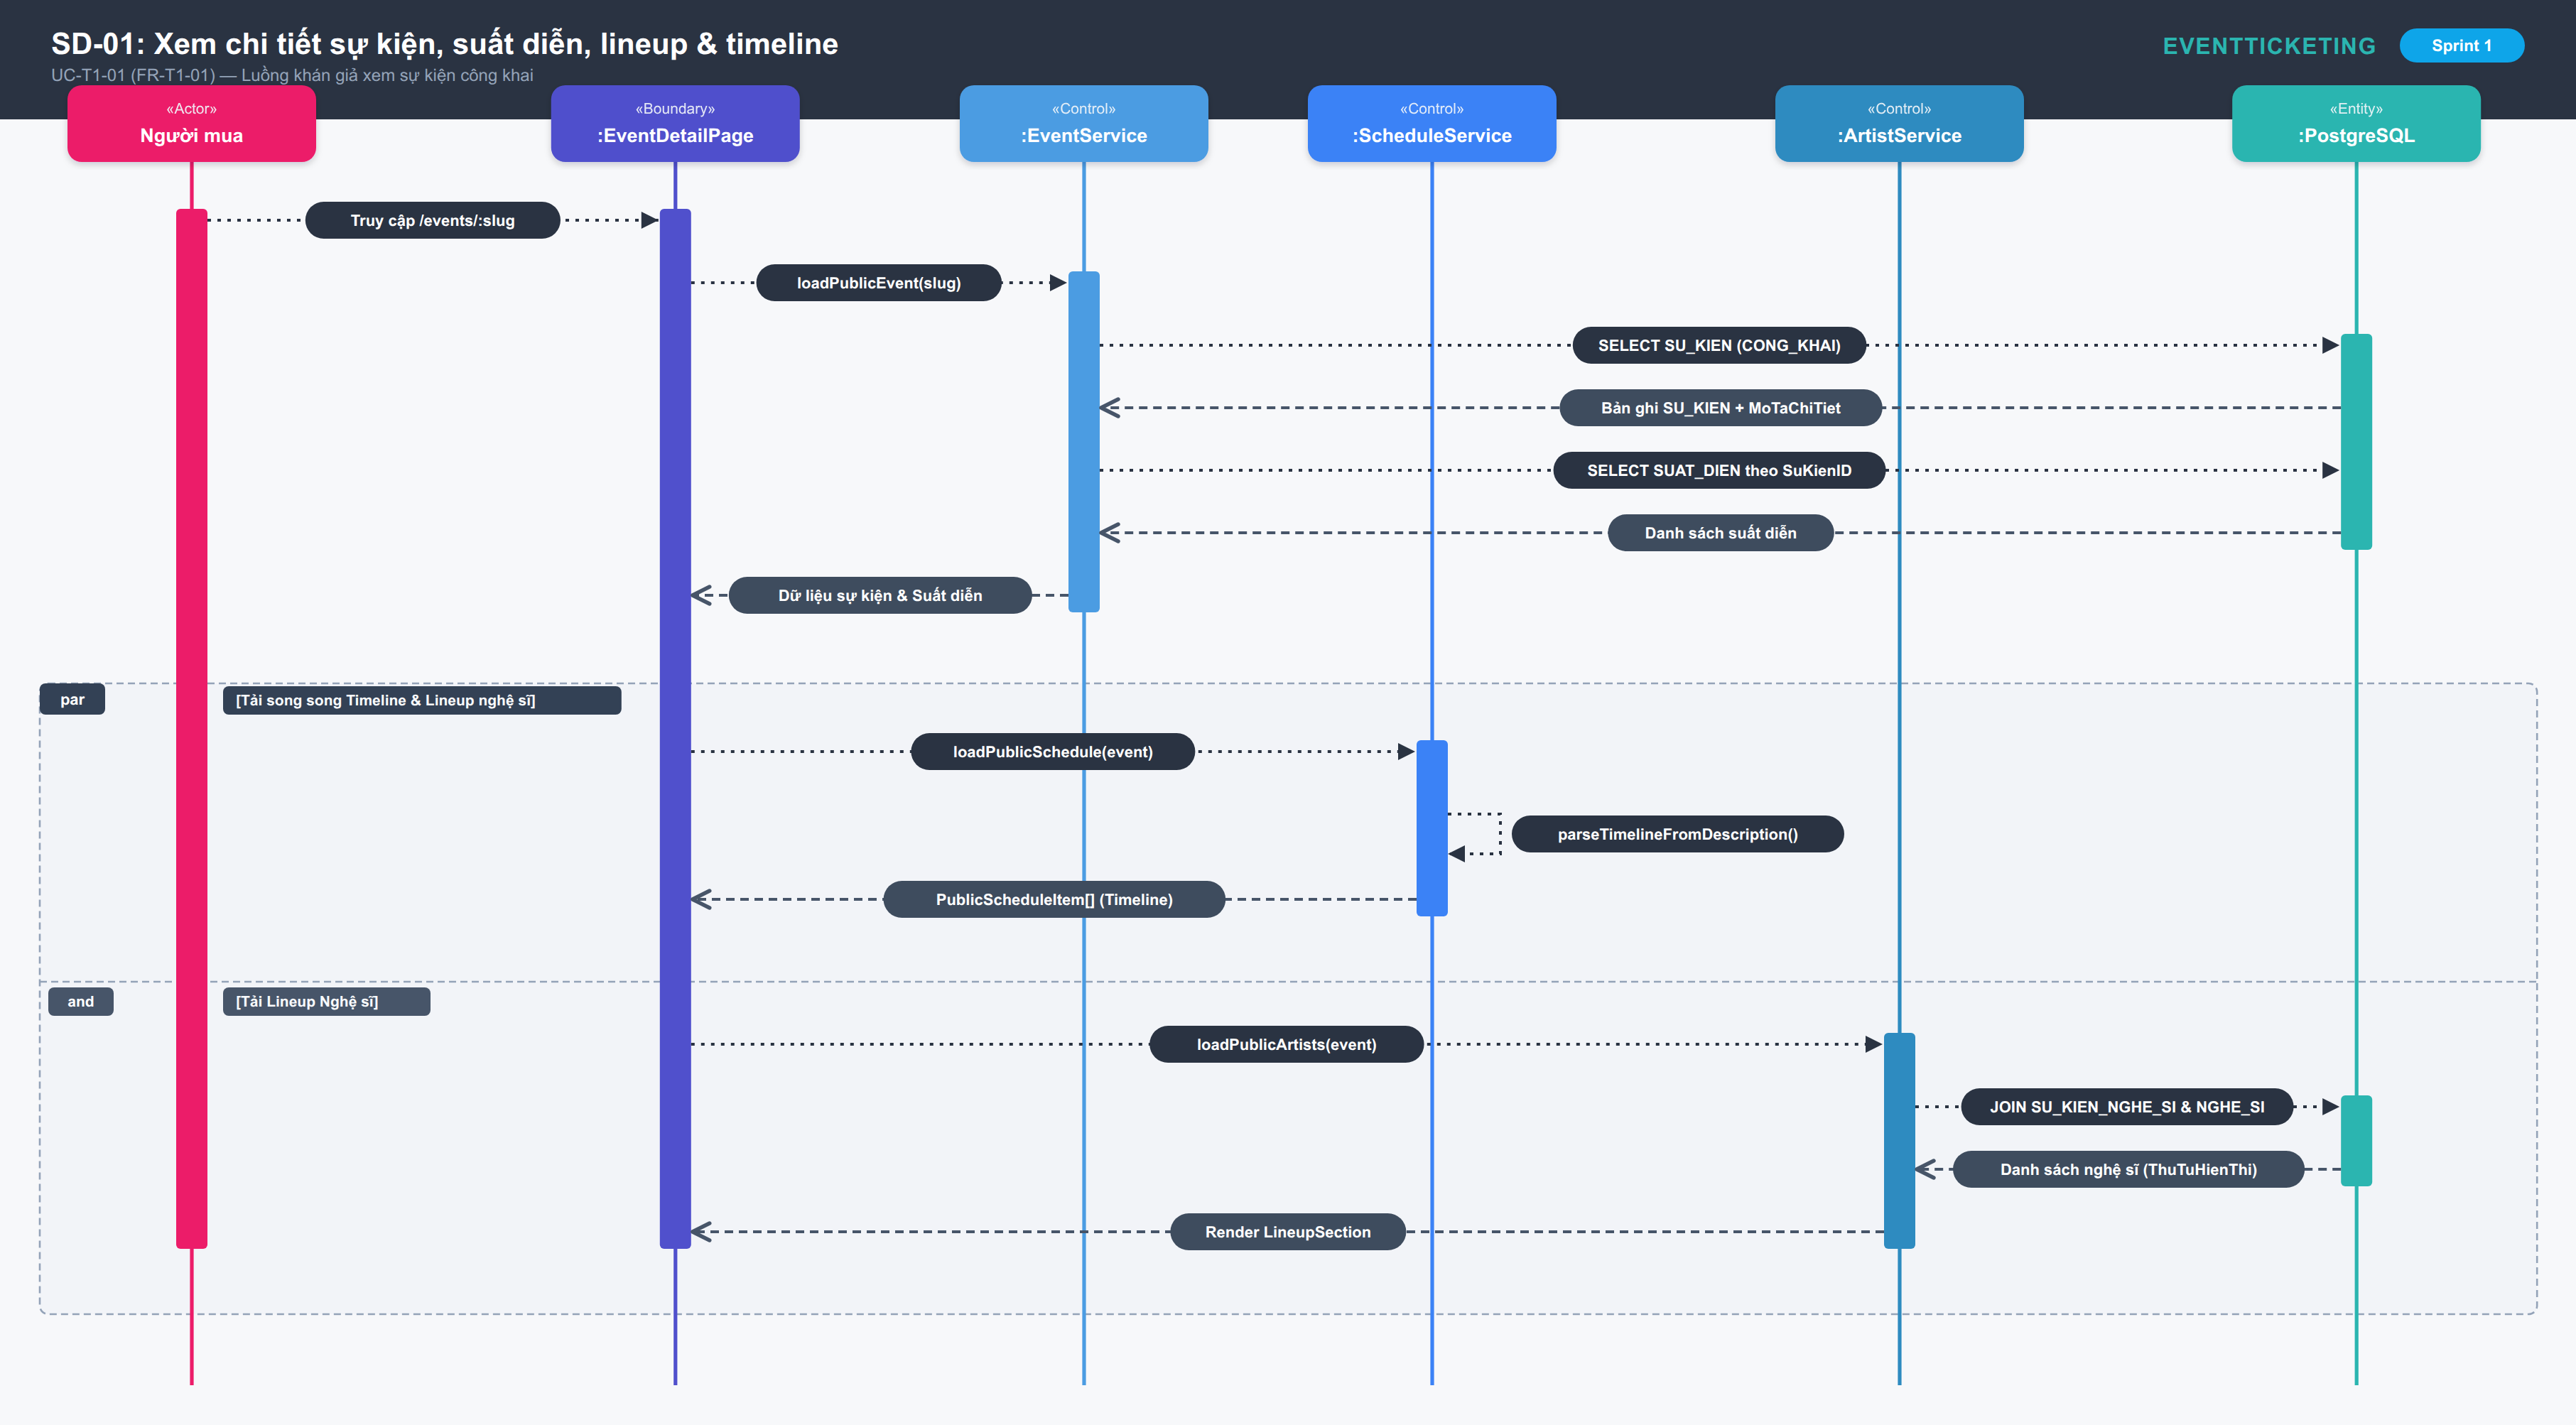 SD-01: Xem chi tiết sự kiện, suất diễn, lineup & timeline
UC-T1-01 (FR-T1-01) — Luồng khán giả xem sự kiện công khai
EVENTTICKETING
Sprint 1
«Actor»
Người mua
«Boundary»
:EventDetailPage
«Control»
:EventService
«Control»
:ScheduleService
«Control»
:ArtistService
«Entity»
:PostgreSQL
Truy cập /events/:slug
loadPublicEvent(slug)
SELECT SU_KIEN (CONG_KHAI)
Bản ghi SU_KIEN + MoTaChiTiet
SELECT SUAT_DIEN theo SuKienID
Danh sách suất diễn
Dữ liệu sự kiện & Suất diễn
par
[Tải song song Timeline & Lineup nghệ sĩ]
loadPublicSchedule(event)
parseTimelineFromDescription()
PublicScheduleItem[] (Timeline)
and
[Tải Lineup Nghệ sĩ]
loadPublicArtists(event)
JOIN SU_KIEN_NGHE_SI & NGHE_SI
Danh sách nghệ sĩ (ThuTuHienThi)
Render LineupSection